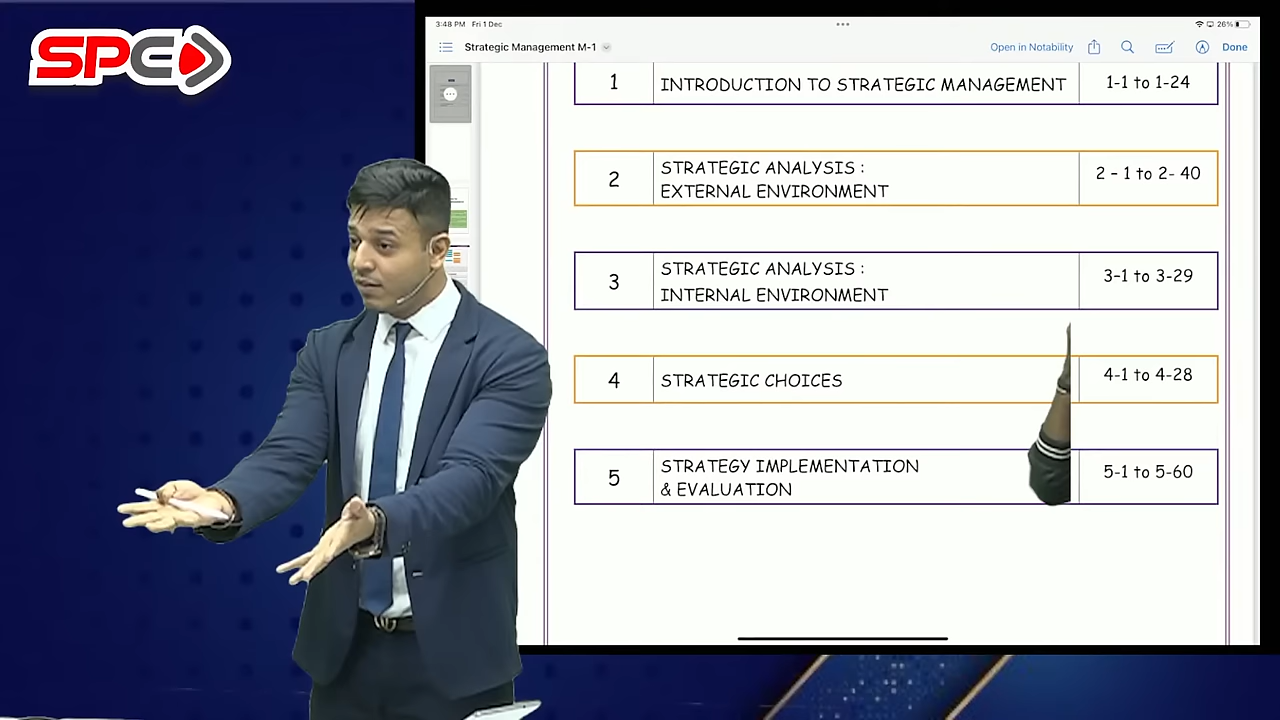 SPC
3:48 PM Fri 1 Dec
26%
Strategic Management M-1
Open in Notability
Done
1
INTRODUCTION TO STRATEGIC MANAGEMENT
1-1 to 1-24
2
STRATEGIC ANALYSIS :
EXTERNAL ENVIRONMENT
2 – 1 to 2- 40
3
STRATEGIC ANALYSIS :
INTERNAL ENVIRONMENT
3-1 to 3-29
4
STRATEGIC CHOICES
4-1 to 4-28
5
STRATEGY IMPLEMENTATION
& EVALUATION
5-1 to 5-60